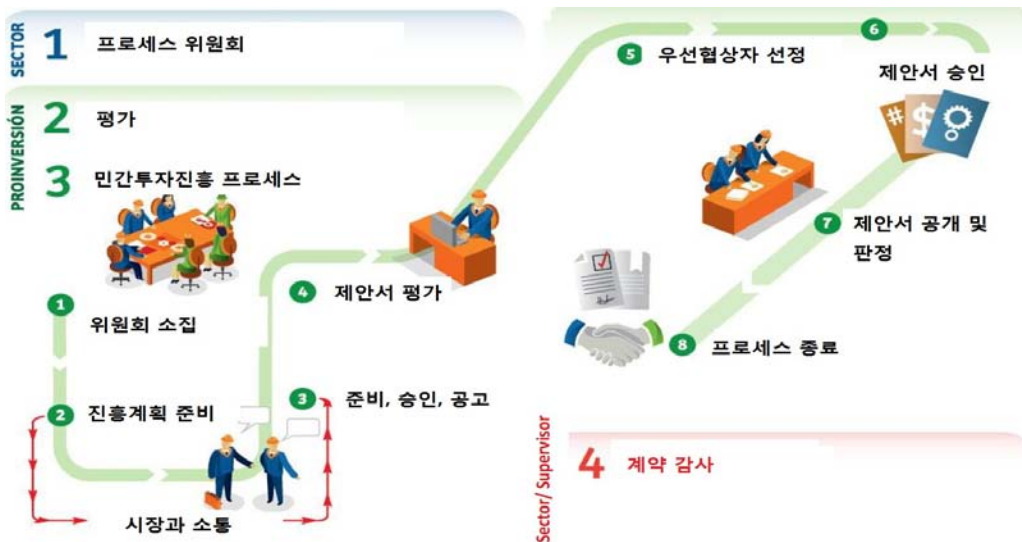 SECTOR
1 프로세스 위원회
PROINVERSIÓN
2 평가
3 민간투자진흥 프로세스
1
위원회 소집
2 진흥계획 준비
시장과 소통
3 준비, 승인, 공고
4 제안서 평가
5 우선협상자 선정
6
제안서 승인
# $
7 제안서 공개 및
판정
8 프로세스 종료
Sector/ Supervisor
4 계약 감사